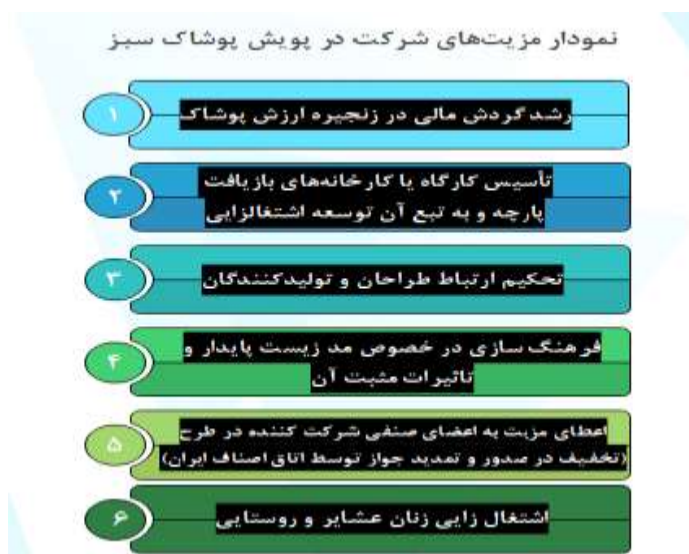 نمودار مزیت‌های شرکت در پویش پوشاک سبز
۱
رشد گردش مالی در زنجیره ارزش پوشاک
۲
تأسیس کارگاه یا کارخانه‌های بازیافت
پارچه و به تبع آن توسعه اشتغالزایی
۳
تحکیم ارتباط طراحان و تولیدکنندگان
۴
فرهنگ سازی در خصوص مد زیست پایدار و
تاثیرات مثبت آن
۵
اعطای مزیت به اعضای صنفی شرکت کننده در طرح
(تخفیف در صدور و تمدید جواز توسط اتاق اصناف ایران)
۶
اشتغال زایی زنان عشایر و روستایی